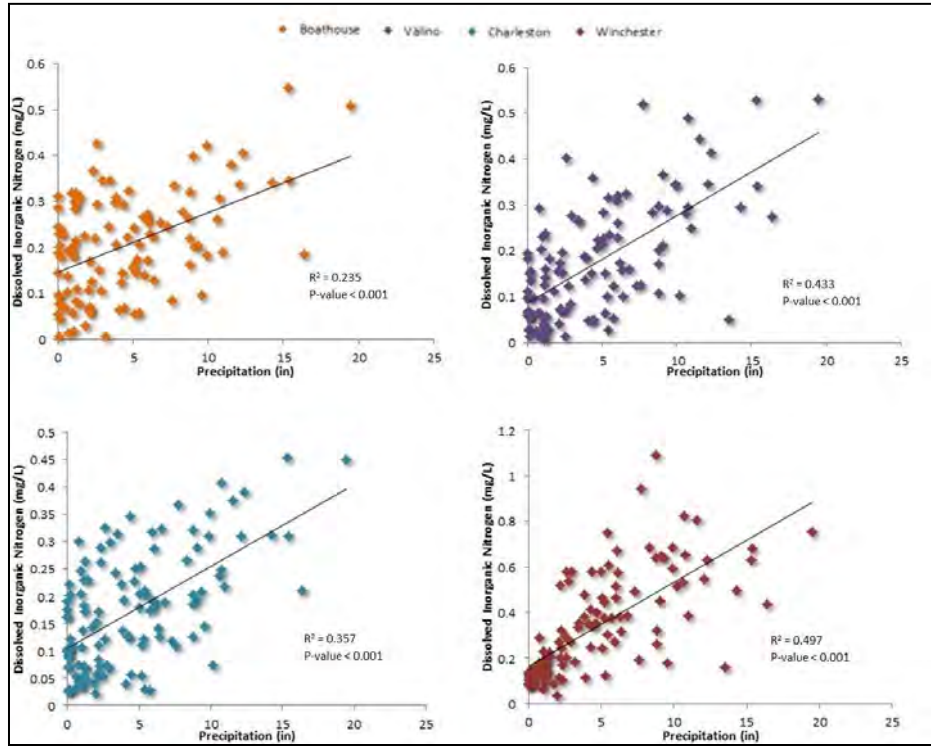 Boathouse Valino Charleston Winchester
0.6
0.5
0.4
0.3
0.2
0.1
0
Dissolved Inorganic Nitrogen (mg/L)
R² = 0.235
P-value < 0.001
0 5 10 15 20 25
Precipitation (in)
0.6
0.5
0.4
0.3
0.2
0.1
0
Dissolved Inorganic Nitrogen (mg/L)
R² = 0.433
P-value < 0.001
0 5 10 15 20 25
Precipitation (in)
0.5
0.45
0.4
0.35
0.3
0.25
0.2
0.15
0.1
0.05
0
Dissolved Inorganic Nitrogen (mg/L)
R² = 0.357
P-value < 0.001
0 5 10 15 20 25
Precipitation (in)
1.2
1
0.8
0.6
0.4
0.2
0
Dissolved Inorganic Nitrogen (mg/L)
R² = 0.497
P-value < 0.001
0 5 10 15 20 25
Precipitation (in)